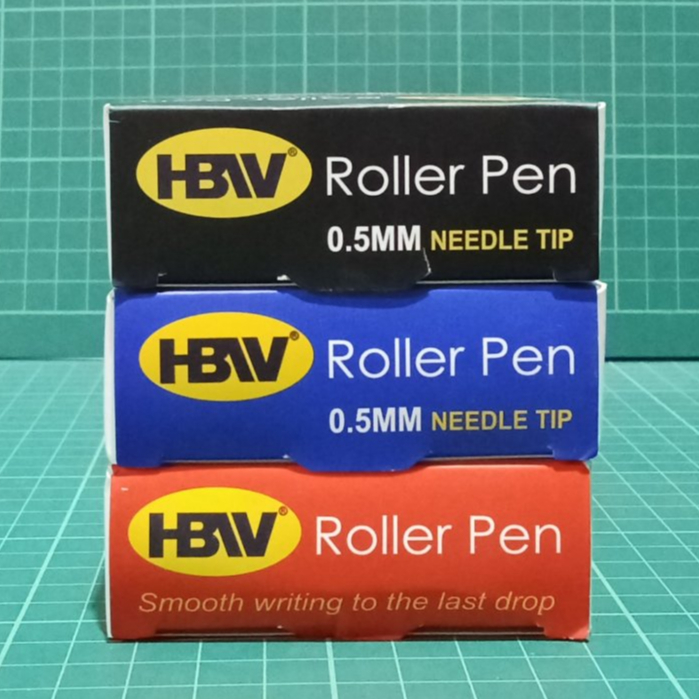 HBW® Roller Pen
0.5MM NEEDLE TIP
HBW® Roller Pen
0.5MM NEEDLE TIP
HBW® Roller Pen
Smooth writing to the last drop